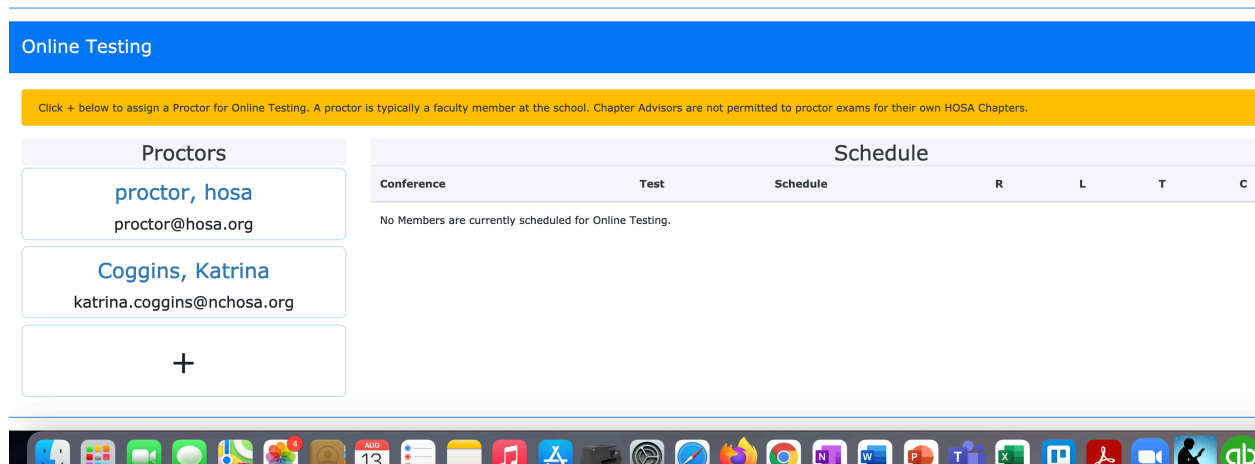 Online Testing
Click + below to assign a Proctor for Online Testing. A proctor is typically a faculty member at the school. Chapter Advisors are not permitted to proctor exams for their own HOSA Chapters.
Proctors
Schedule
proctor, hosa
proctor@hosa.org
Coggins, Katrina
katrina.coggins@nchosa.org
+
Conference Test Schedule R L T C
No Members are currently scheduled for Online Testing.
4
AUG
13
N W P T X qb